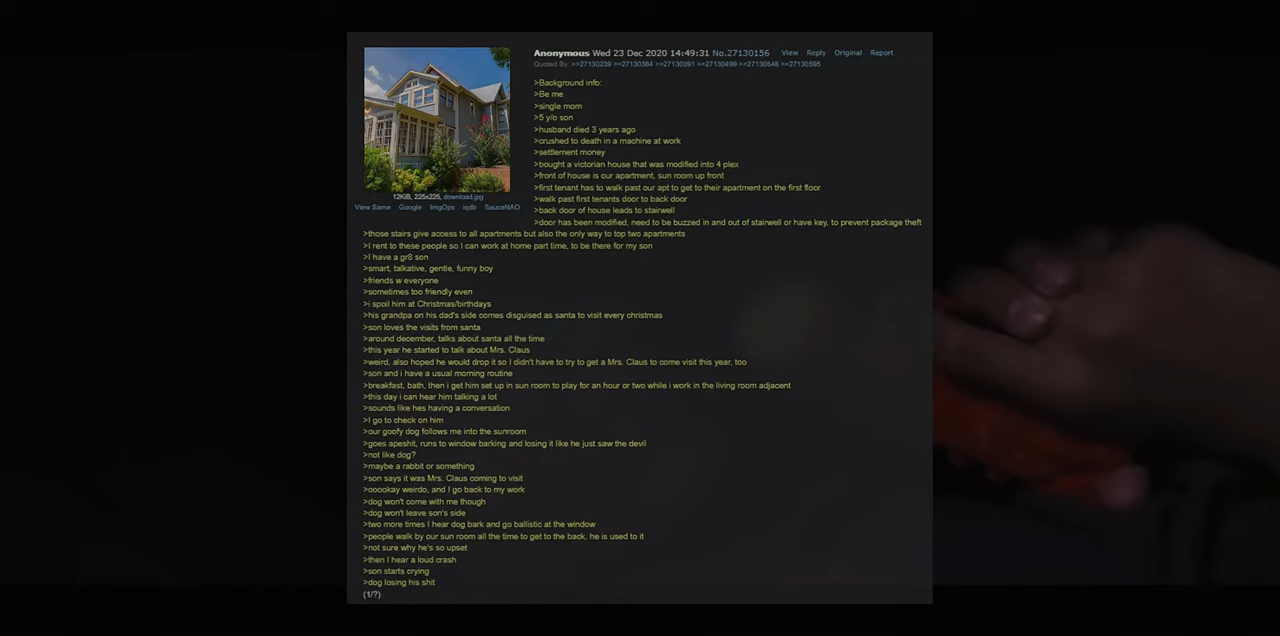 Anonymous Wed 23 Dec 2020 14:49:31 No.27130156 View Reply Original Report
Quoted By: >>27130239 >>27130384 >>27130391 >>27130499 >>27130548 >>27130595
>Background info:
>Be me
>single mom
>5 y/o son
>husband died 3 years ago
>crushed to death in a machine at work
>settlement money
>bought a victorian house that was modified into 4 plex
>front of house is our apartment, sun room up front
>first tenant has to walk past our apt to get to their apartment on the first floor
12KB, 225x225, download.jpg
>walk past first tenants door to back door
View Same Google ImgOps iqdb SauceNAO
>back door of house leads to stairwell
>door has been modified, need to be buzzed in and out of stairwell or have key, to prevent package theft
>those stairs give access to all apartments but also the only way to top two apartments
>I rent to these people so I can work at home part time, to be there for my son
>I have a gr8 son
>smart, talkative, gentle, funny boy
>friends w everyone
>sometimes too friendly even
>i spoil him at Christmas/birthdays
>his grandpa on his dad's side comes disguised as santa to visit every christmas
>son loves the visits from santa
>around december, talks about santa all the time
>this year he started to talk about Mrs. Claus
>weird, also hoped he would drop it so I didn't have to try to get a Mrs. Claus to come visit this year, too
>son and i have a usual morning routine
>breakfast, bath, then i get him set up in sun room to play for an hour or two while i work in the living room adjacent
>this day i can hear him talking a lot
>sounds like hes having a conversation
>I go to check on him
>our goofy dog follows me into the sunroom
>goes apeshit, runs to window barking and losing it like he just saw the devil
>not like dog?
>maybe a rabbit or something
>son says it was Mrs. Claus coming to visit
>ooookay weirdo, and I go back to my work
>dog won't come with me though
>dog won't leave son's side
>two more times I hear dog bark and go ballistic at the window
>people walk by our sun room all the time to get to the back, he is used to it
>not sure why he's so upset
>then I hear a loud crash
>son starts crying
>dog losing his shit
(1/?)